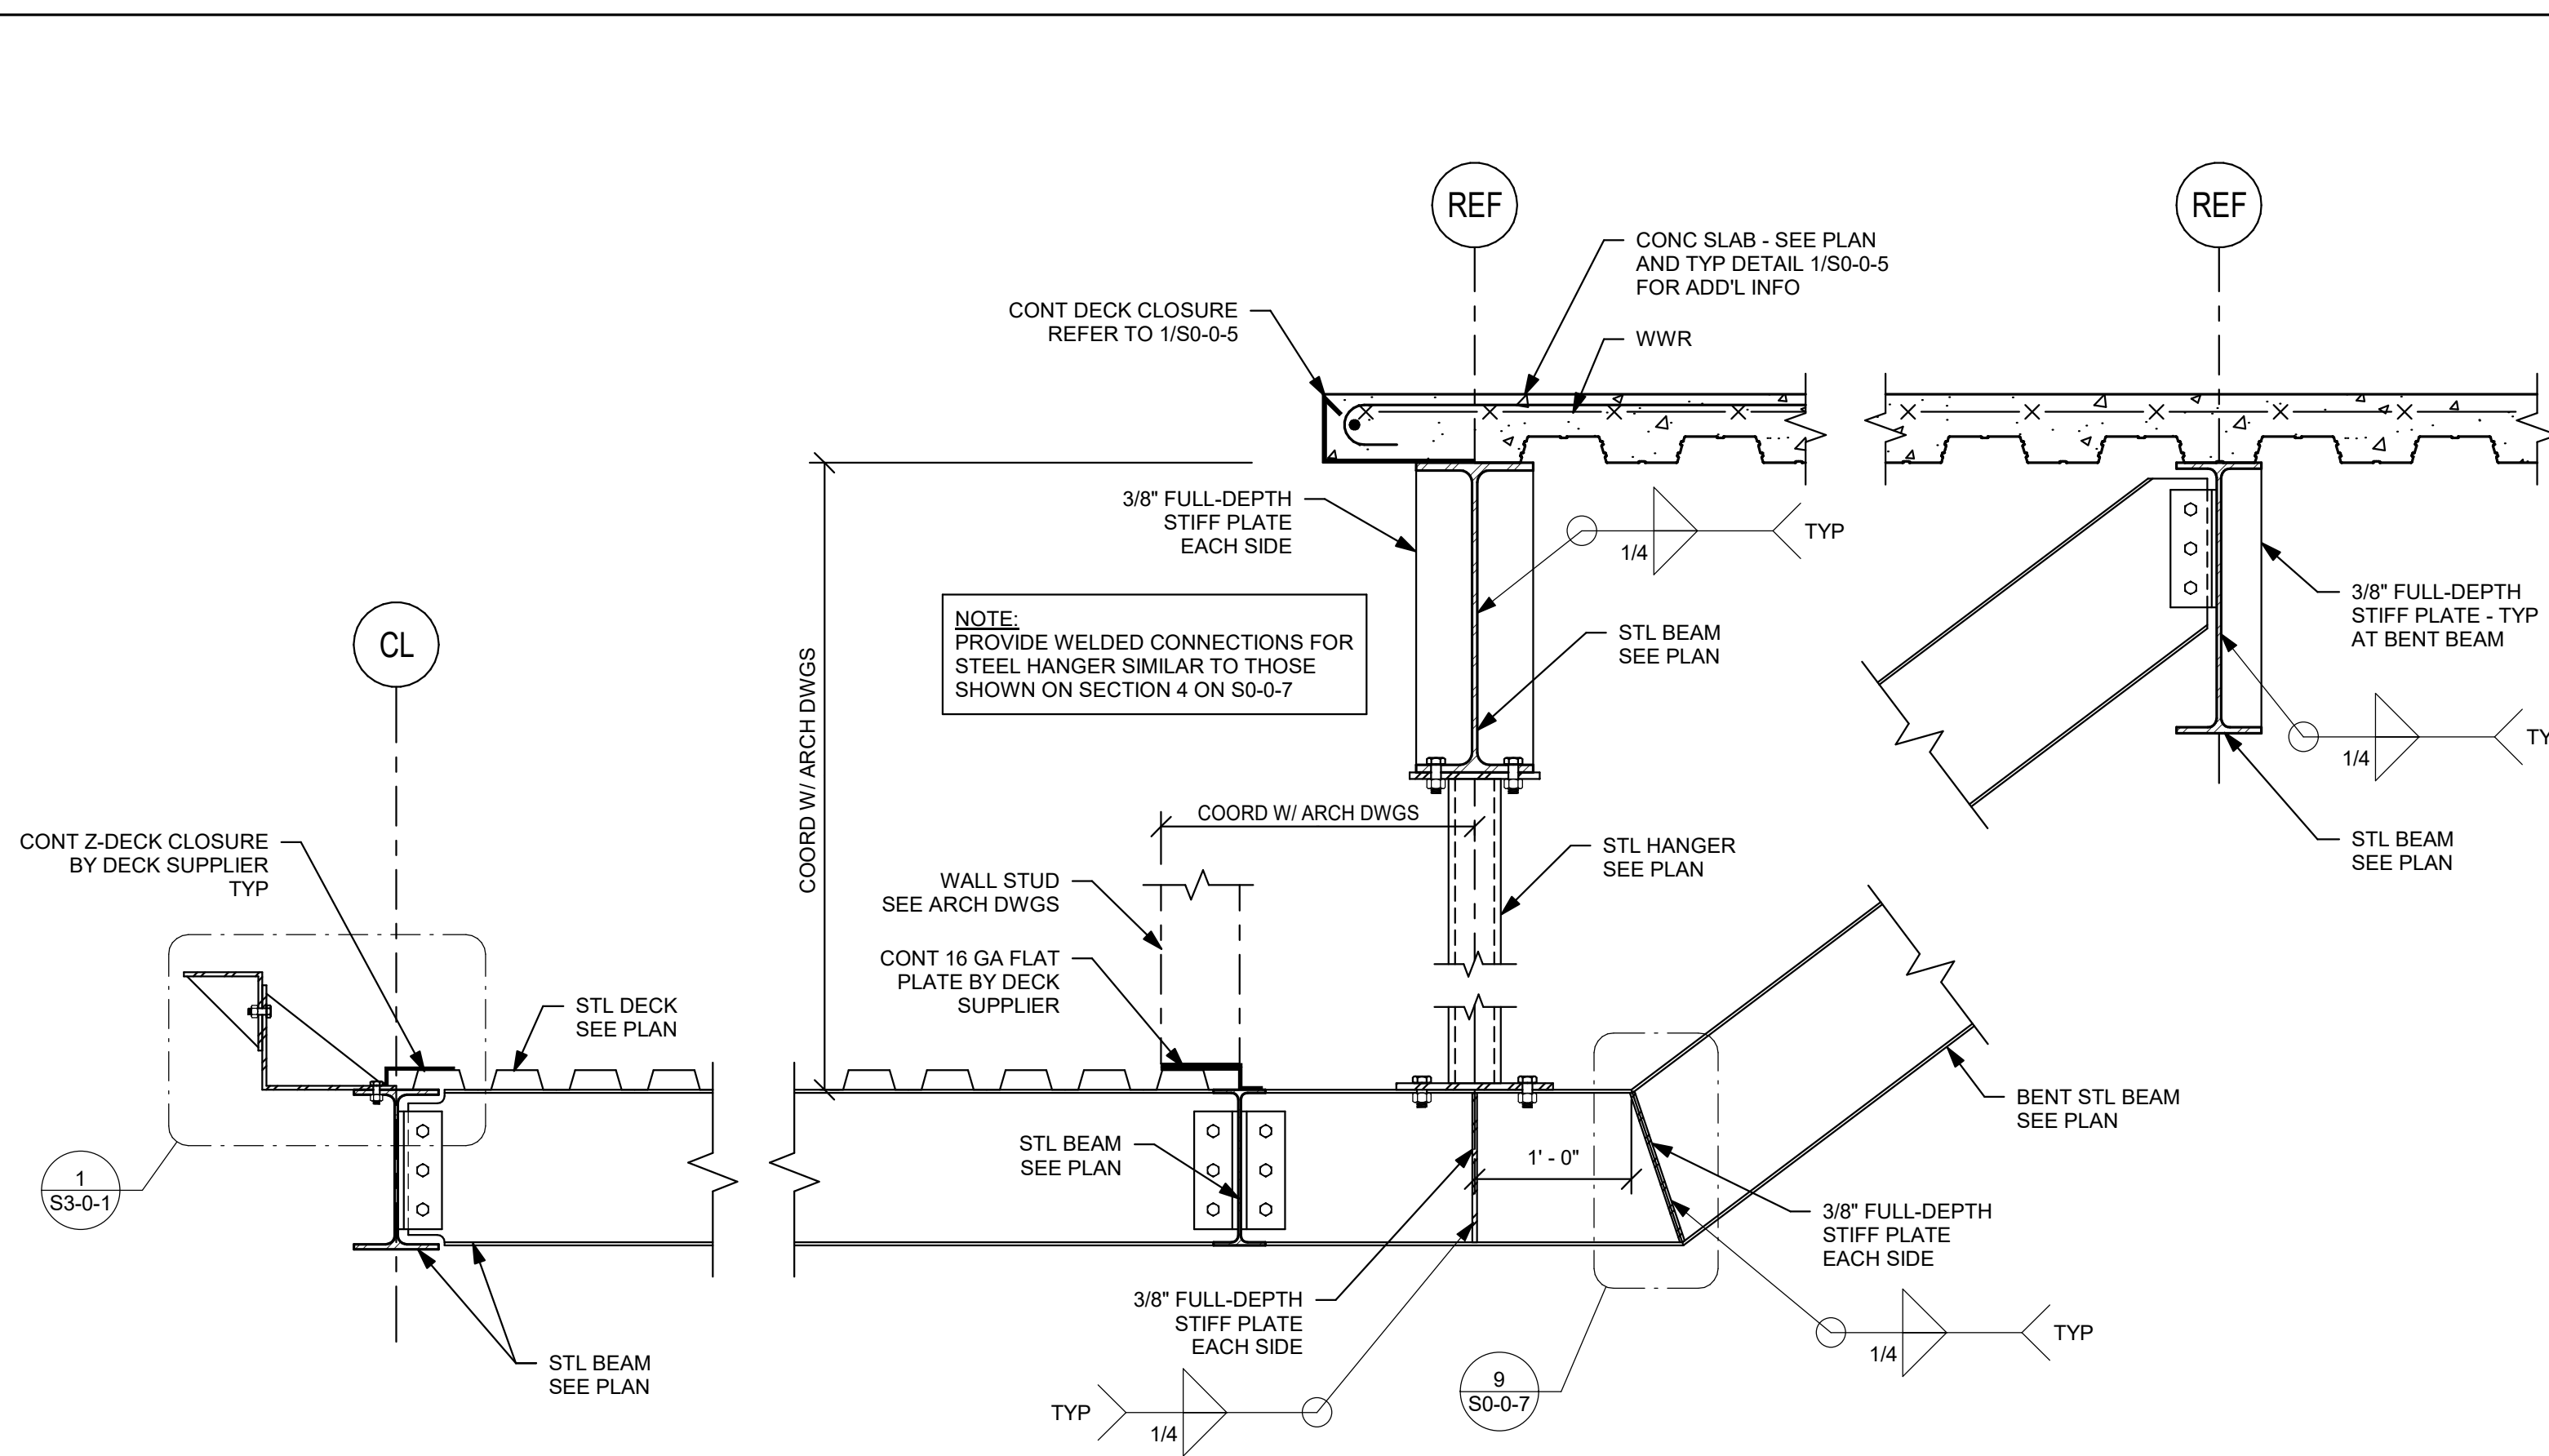 REF
REF
CONC SLAB - SEE PLAN
AND TYP DETAIL 1/S0-0-5
FOR ADD'L INFO
CONT DECK CLOSURE
REFER TO 1/S0-0-5
WWR
3/8" FULL-DEPTH
STIFF PLATE
EACH SIDE
1/4
TYP
3/8" FULL-DEPTH
STIFF PLATE - TYP
AT BENT BEAM
NOTE:
PROVIDE WELDED CONNECTIONS FOR
STEEL HANGER SIMILAR TO THOSE
SHOWN ON SECTION 4 ON S0-0-7
STL BEAM
SEE PLAN
CL
COORD W/ ARCH DWGS
1/4
TY
COORD W/ ARCH DWGS
CONT Z-DECK CLOSURE
BY DECK SUPPLIER
TYP
STL HANGER
SEE PLAN
STL BEAM
SEE PLAN
WALL STUD
SEE ARCH DWGS
CONT 16 GA FLAT
PLATE BY DECK
SUPPLIER
STL DECK
SEE PLAN
BENT STL BEAM
SEE PLAN
STL BEAM
SEE PLAN
1' - 0"
1
S3-0-1
3/8" FULL-DEPTH
STIFF PLATE
EACH SIDE
3/8" FULL-DEPTH
STIFF PLATE
EACH SIDE
1/4
TYP
STL BEAM
SEE PLAN
9
S0-0-7
TYP
1/4